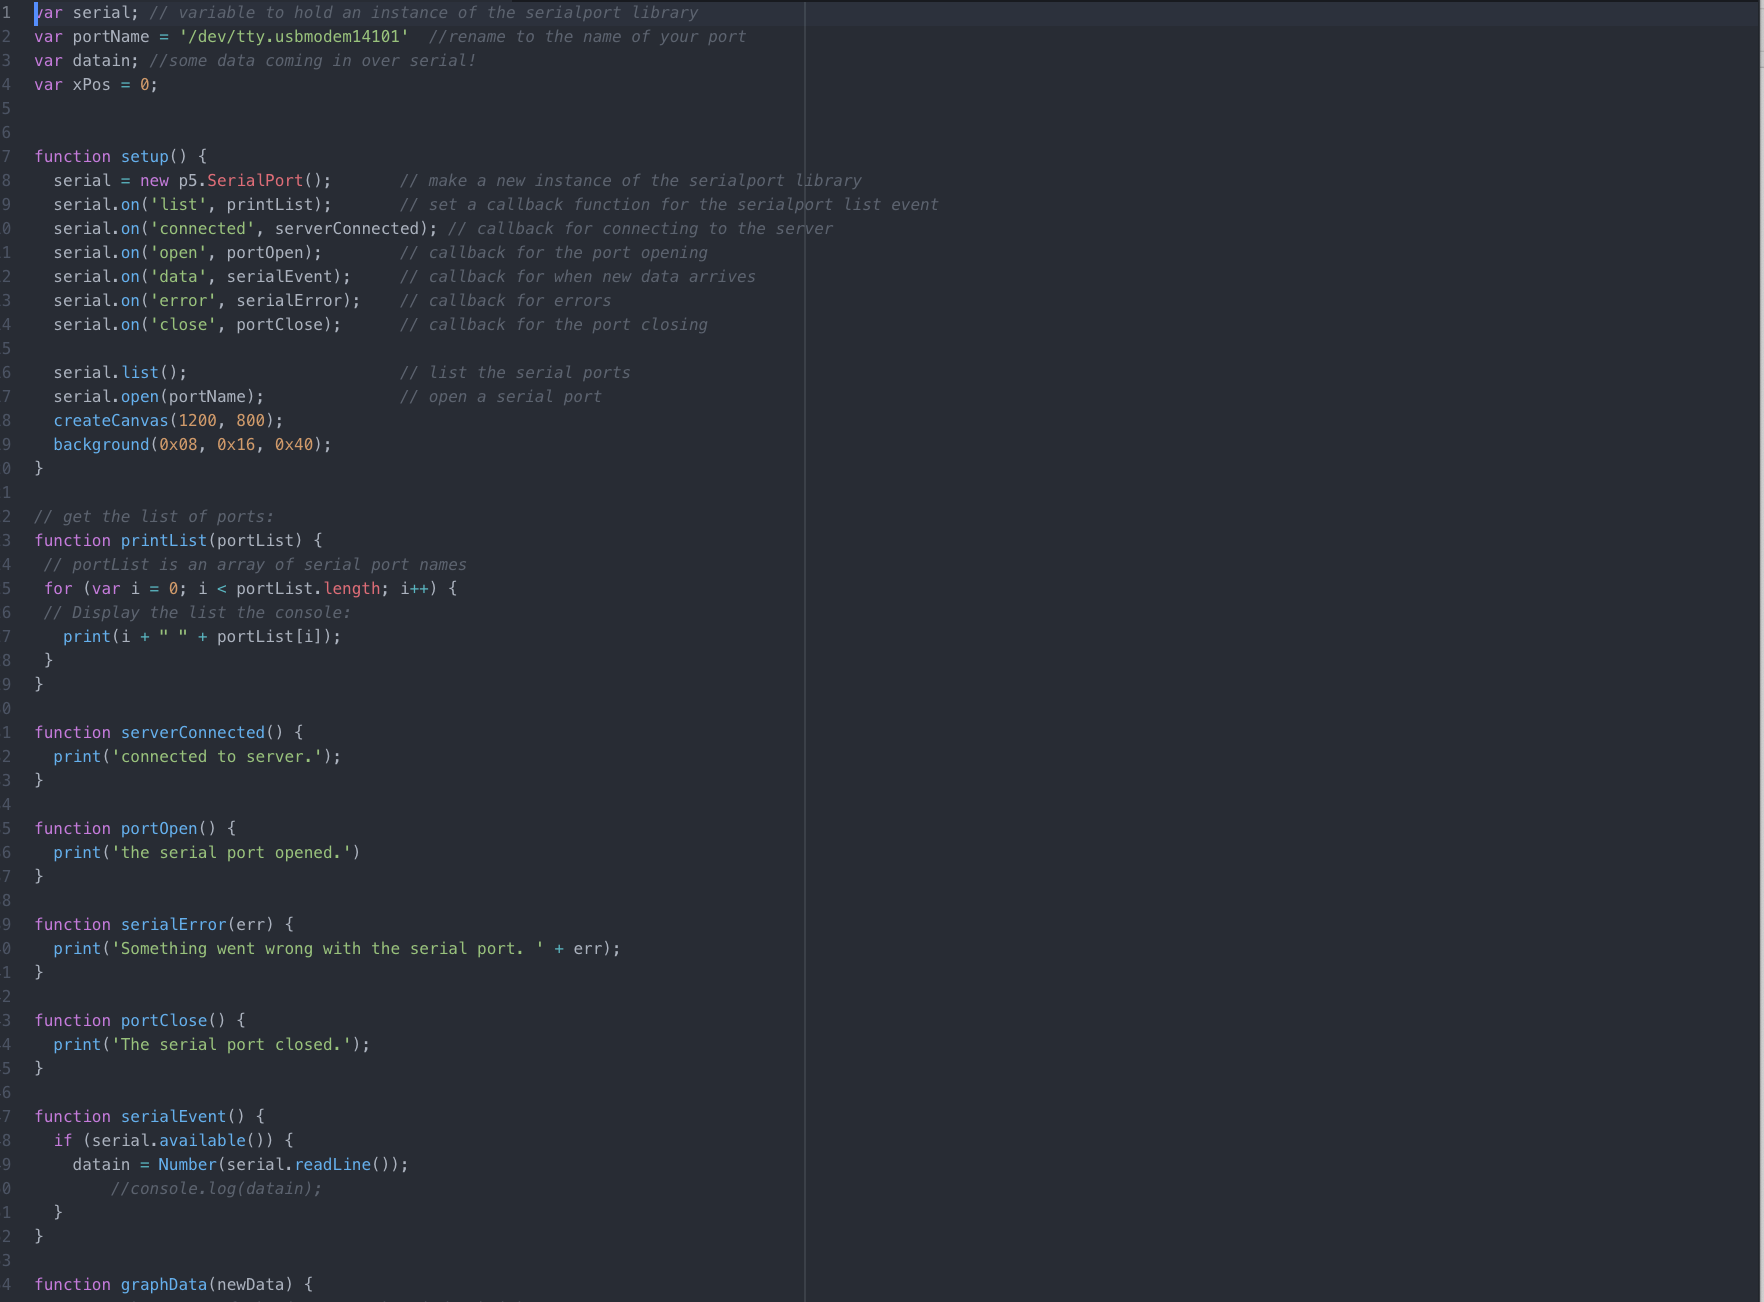 1 var serial; // variable to hold an instance of the serialport library
2 var portName = '/dev/tty.usbmodem14101'  //rename to the name of your port
3 var datain; //some data coming in over serial!
4 var xPos = 0;
5
6
7 function setup() {
8   serial = new p5.SerialPort();       // make a new instance of the serialport library
9   serial.on('list', printList);       // set a callback function for the serialport list event
0   serial.on('connected', serverConnected); // callback for connecting to the server
1   serial.on('open', portOpen);        // callback for the port opening
2   serial.on('data', serialEvent);     // callback for when new data arrives
3   serial.on('error', serialError);    // callback for errors
4   serial.on('close', portClose);      // callback for the port closing
5
6   serial.list();                      // list the serial ports
7   serial.open(portName);              // open a serial port
8   createCanvas(1200, 800);
9   background(0x08, 0x16, 0x40);
0 }
1
2 // get the list of ports:
3 function printList(portList) {
4  // portList is an array of serial port names
5  for (var i = 0; i < portList.length; i++) {
6  // Display the list the console:
7    print(i + " " + portList[i]);
8  }
9 }
0
1 function serverConnected() {
2   print('connected to server.');
3 }
4
5 function portOpen() {
6   print('the serial port opened.')
7 }
8
9 function serialError(err) {
0   print('Something went wrong with the serial port. ' + err);
1 }
2
3 function portClose() {
4   print('The serial port closed.');
5 }
6
7 function serialEvent() {
8   if (serial.available()) {
9     datain = Number(serial.readLine());
0         //console.log(datain);
1   }
2 }
3
4 function graphData(newData) {